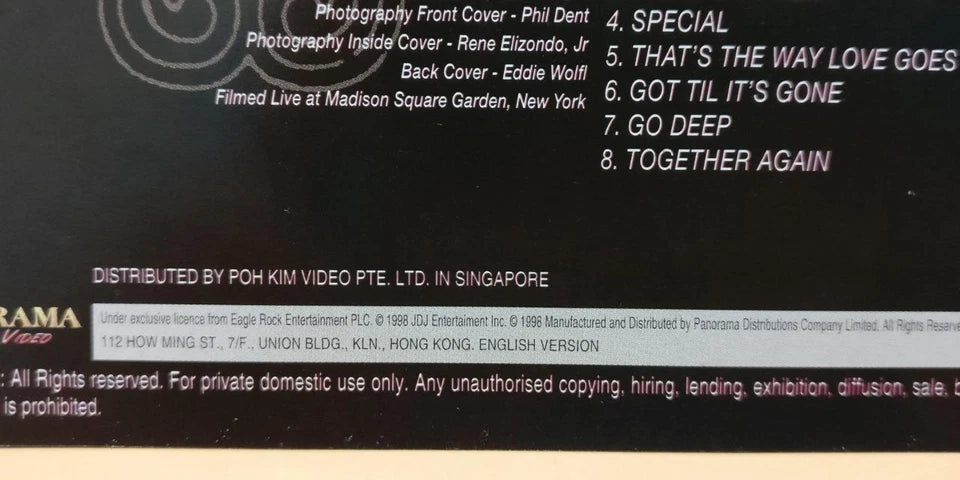 Photography Front Cover - Phil Dent
Photography Inside Cover - Rene Elizondo, Jr
Back Cover - Eddie Wolfl
Filmed Live at Madison Square Garden, New York
4. SPECIAL
5. THAT'S THE WAY LOVE GOES
6. GOT TIL IT'S GONE
7. GO DEEP
8. TOGETHER AGAIN
DISTRIBUTED BY POH KIM VIDEO PTE. LTD. IN SINGAPORE
RAMA
VIDEO
Under exclusive licence from Eagle Rock Entertainment PLC. © 1998 JDJ Entertaiment Inc. © 1998 Manufactured and Distributed by Panorama Distributions Company Limited. All Rights Reserve
112 HOW MING ST., 7/F., UNION BLDG., KLN., HONG KONG. ENGLISH VERSION
: All Rights reserved. For private domestic use only. Any unauthorised copying, hiring, lending, exhibition, diffusion, sale, b
is prohibited.